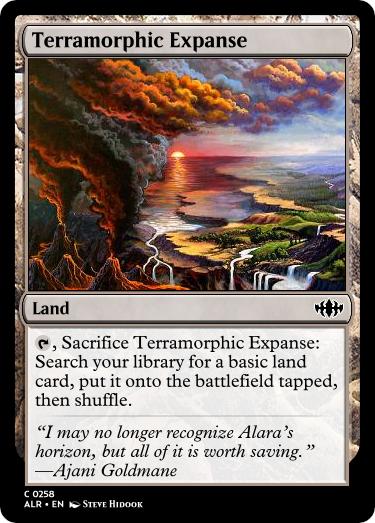 Terramorphic Expanse
Land
, Sacrifice Terramorphic Expanse:
Search your library for a basic land
card, put it onto the battlefield tapped,
then shuffle.
“I may no longer recognize Alara’s
horizon, but all of it is worth saving.”
—Ajani Goldmane
C 0258
ALR • EN Steve Hidook